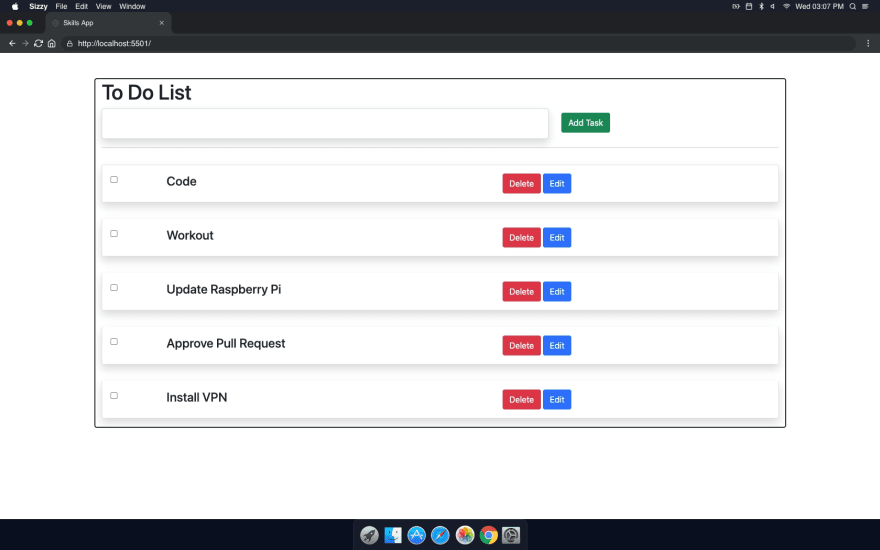 Sizzy File Edit View Window
Wed 03:07 PM
Skills App
http://localhost:5501/
To Do List
Add Task
Code Delete Edit
Workout Delete Edit
Update Raspberry Pi Delete Edit
Approve Pull Request Delete Edit
Install VPN Delete Edit